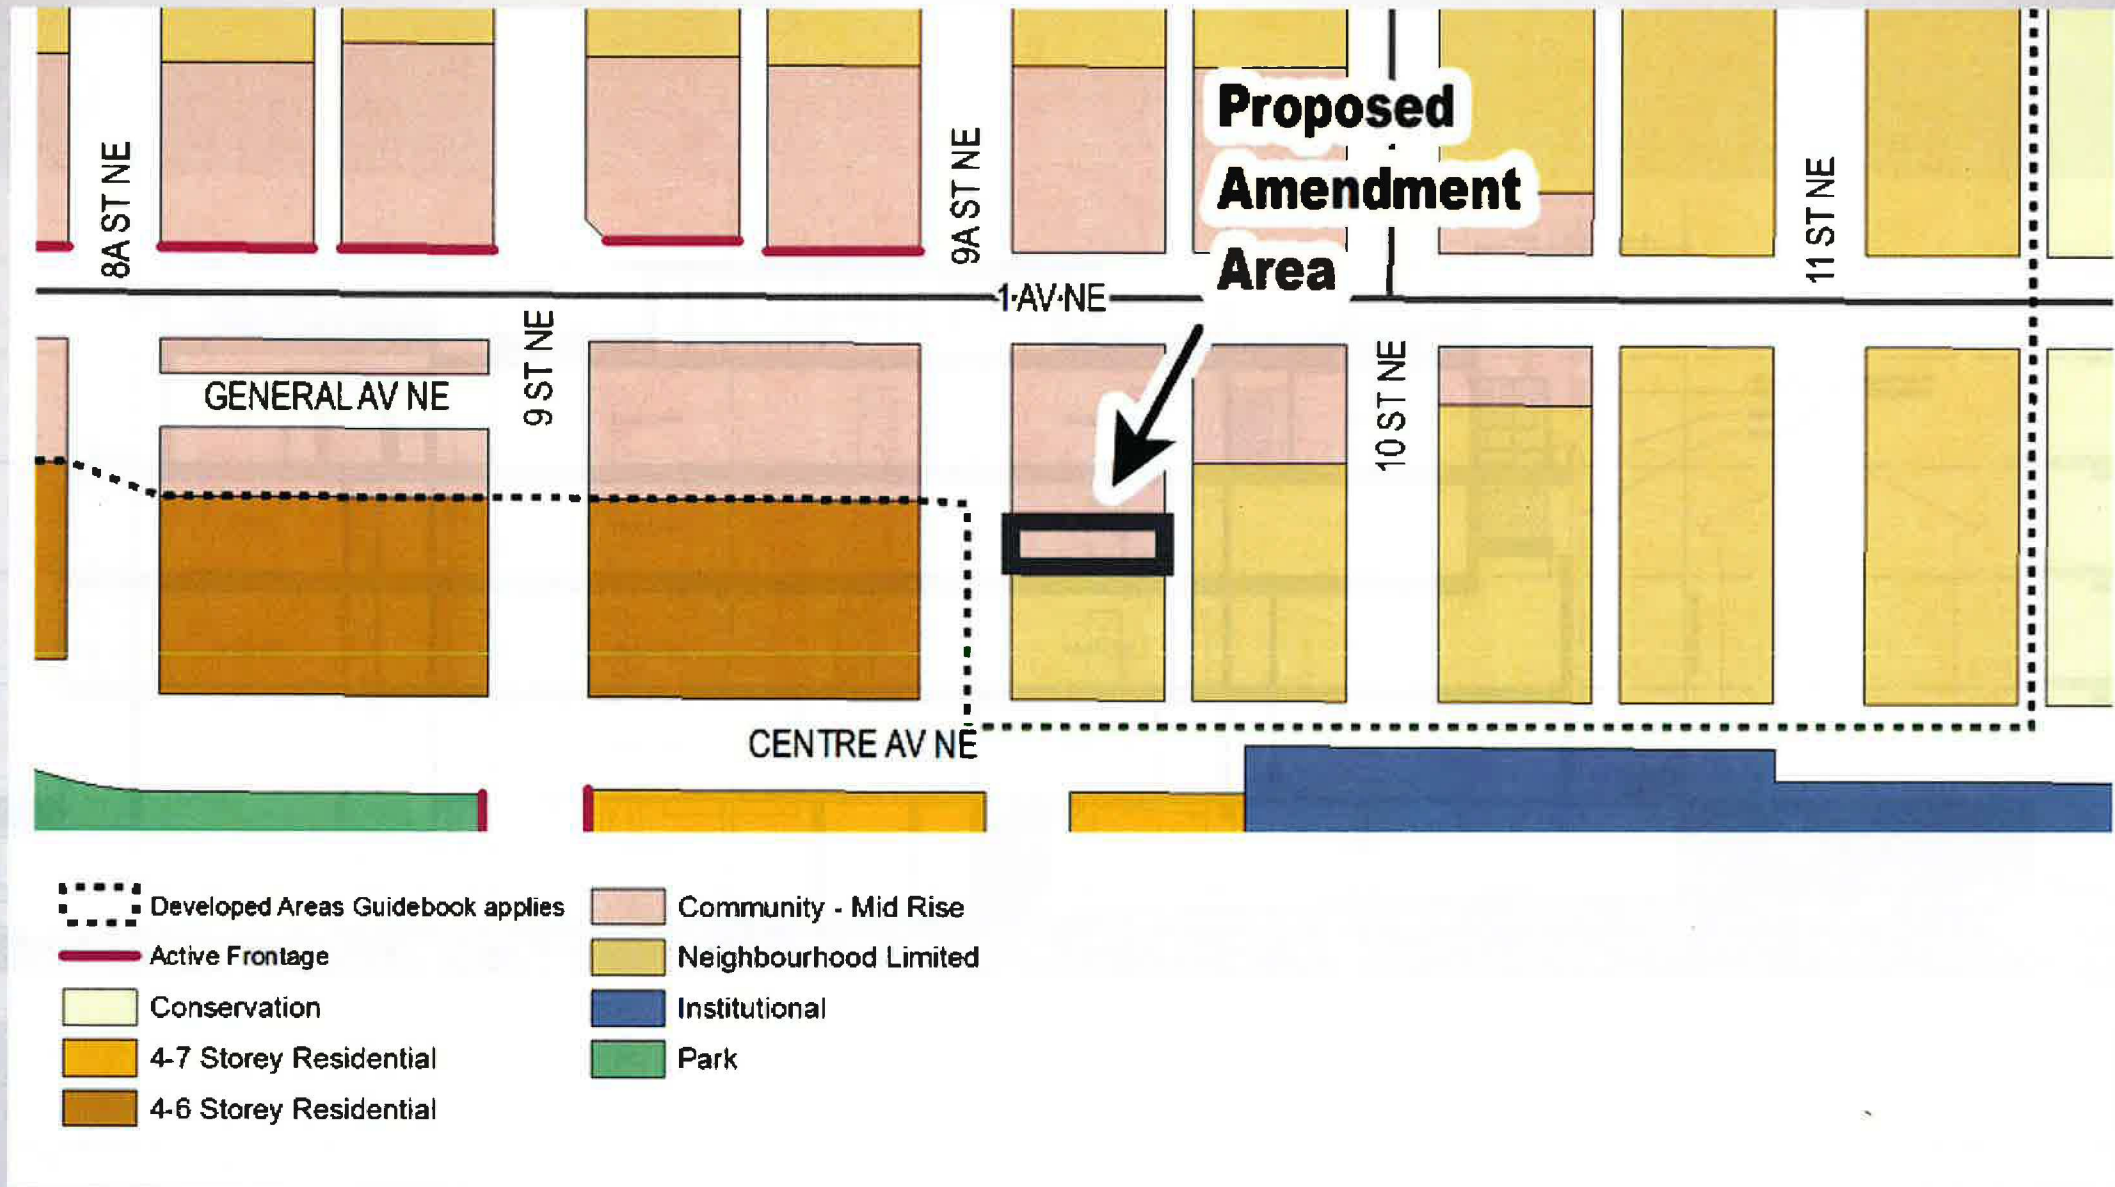 Proposed
Amendment
Area
8A ST NE
9A ST NE
11 ST NE
1 AV NE
9 ST NE
10 ST NE
GENERAL AV NE
CENTRE AV NE
Developed Areas Guidebook applies
Active Frontage
Conservation
4-7 Storey Residential
4-6 Storey Residential
Community - Mid Rise
Neighbourhood Limited
Institutional
Park